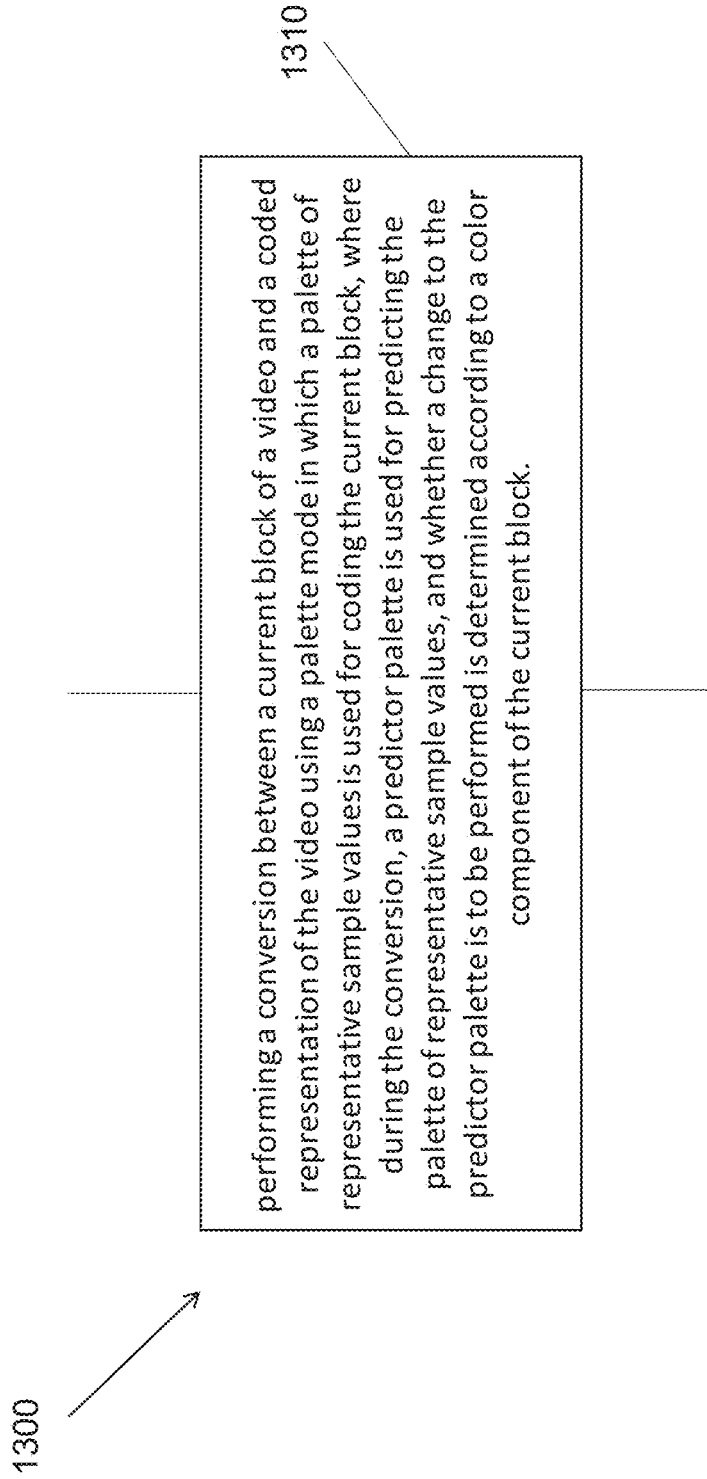 1300
1310
performing a conversion between a current block of a video and a coded
representation of the video using a palette mode in which a palette of
representative sample values is used for coding the current block, where
during the conversion, a predictor palette is used for predicting the
palette of representative sample values, and whether a change to the
predictor palette is to be performed is determined according to a color
component of the current block.